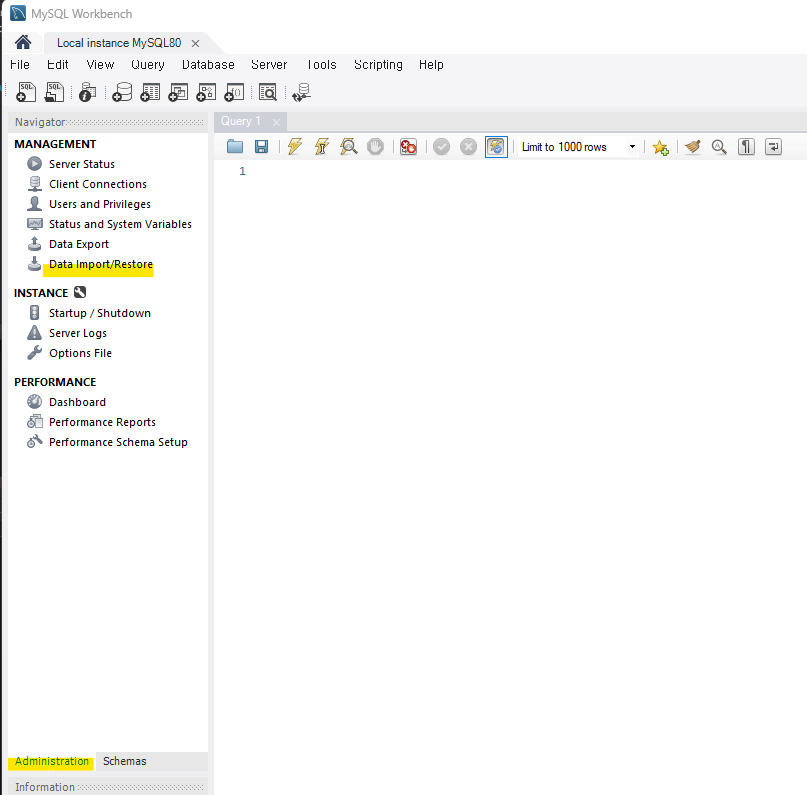 MySQL Workbench
Local instance MySQL80
File Edit View Query Database Server Tools Scripting Help
SQL SQL
Navigator
Query 1
MANAGEMENT
Server Status
Client Connections
Users and Privileges
Status and System Variables
Data Export
Data Import/Restore
INSTANCE
Startup / Shutdown
Server Logs
Options File
PERFORMANCE
Dashboard
Performance Reports
Performance Schema Setup
Limit to 1000 rows
1
Administration Schemas
Information